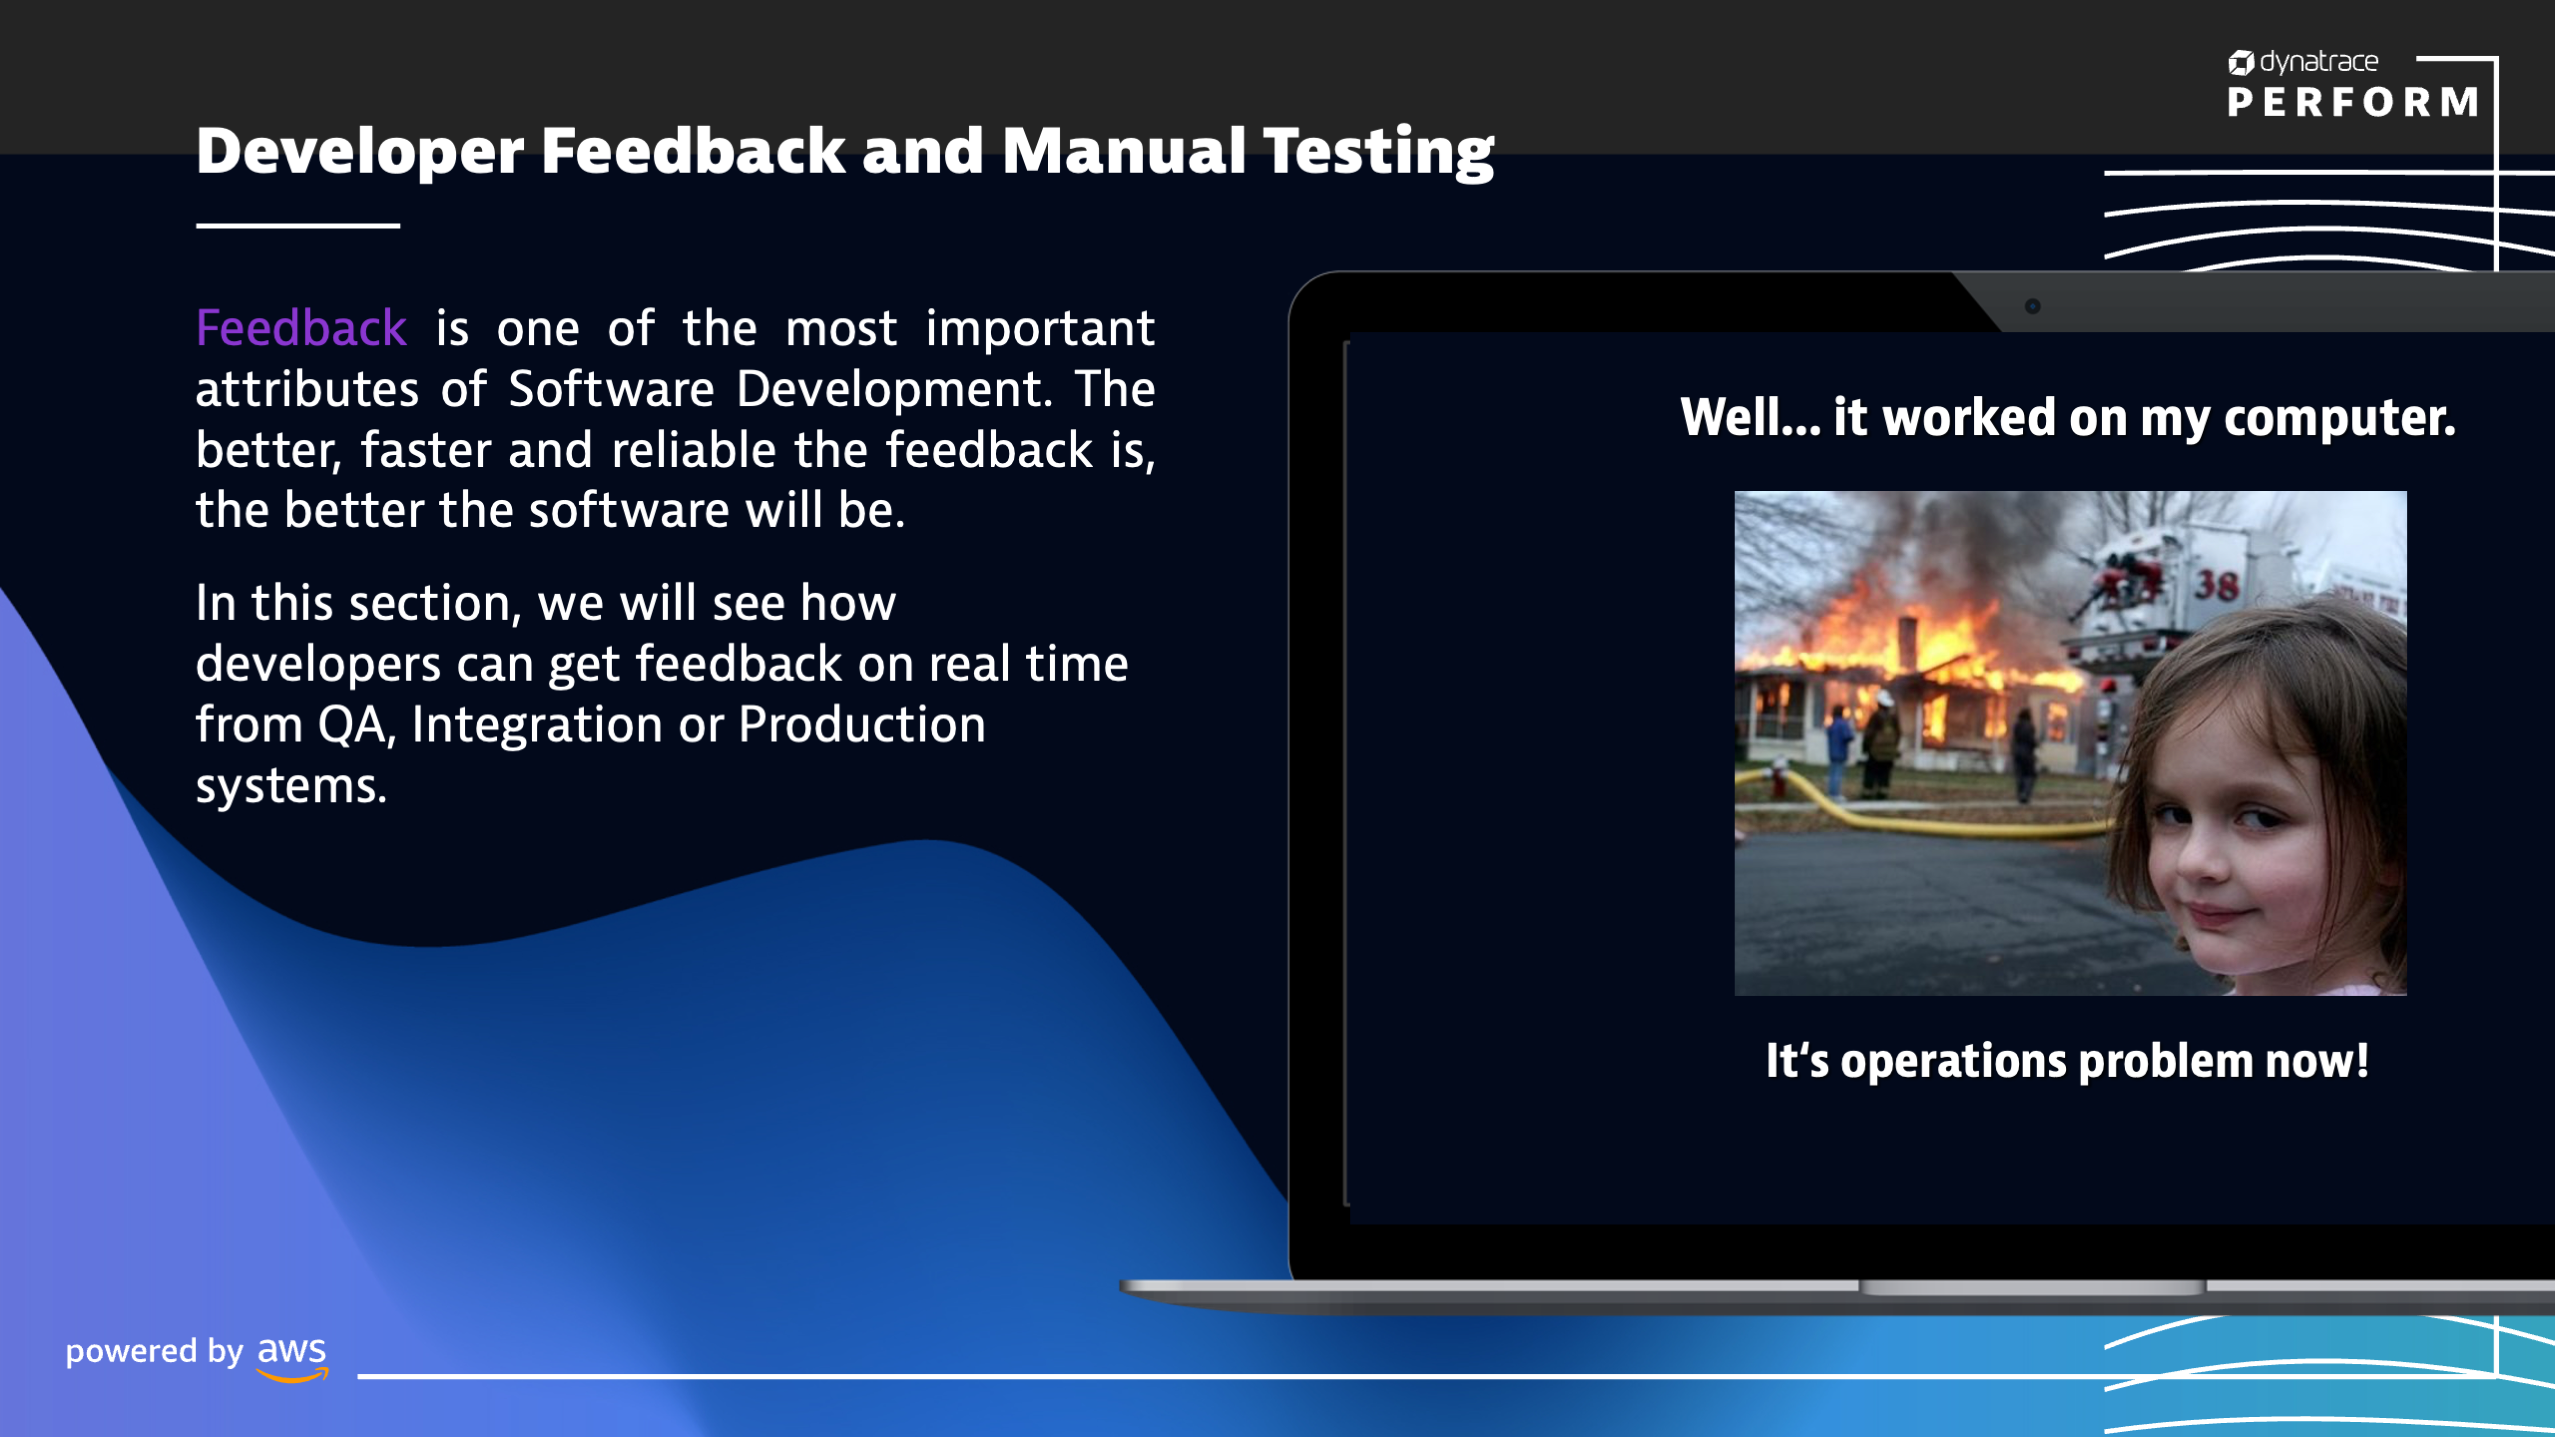 dynatrace
PERFORM
Developer Feedback and Manual Testing
Feedback is one of the most important
attributes of Software Development. The
better, faster and reliable the feedback is,
the better the software will be.
In this section, we will see how
developers can get feedback on real time
from QA, Integration or Production
systems.
Well... it worked on my computer.
38
It‘s operations problem now!
powered by aws